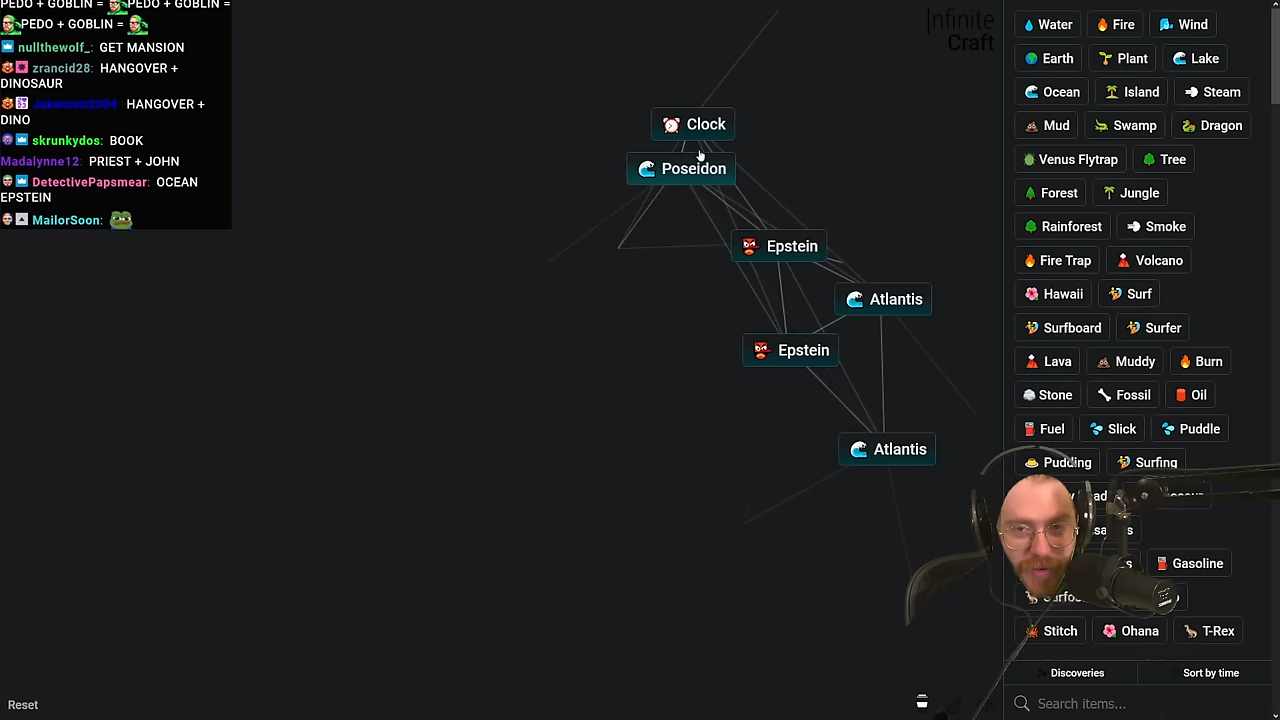 PEDO + GOBLIN = PEDO + GOBLIN =
PEDO + GOBLIN =
nullthewolf_: GET MANSION
zrancid28: HANGOVER +
DINOSAUR
Jakematt2004 HANGOVER +
DINO
skrunkydos: BOOK
Madalynne12: PRIEST + JOHN
DetectivePapsmear: OCEAN
EPSTEIN
MailorSoon:
Infinite
Craft
Clock
Poseidon
Epstein
Atlantis
Epstein
Atlantis
Reset
Water Fire Wind
Earth Plant Lake
Ocean Island Steam
Mud Swamp Dragon
Venus Flytrap Tree
Forest Jungle
Rainforest Smoke
Fire Trap Volcano
Hawaii Surf
Surfboard Surfer
Lava Muddy Burn
Stone Fossil Oil
Fuel Slick Puddle
Pudding Surfing
Gasoline
Stitch Ohana T-Rex
Discoveries Sort by time
Search items...